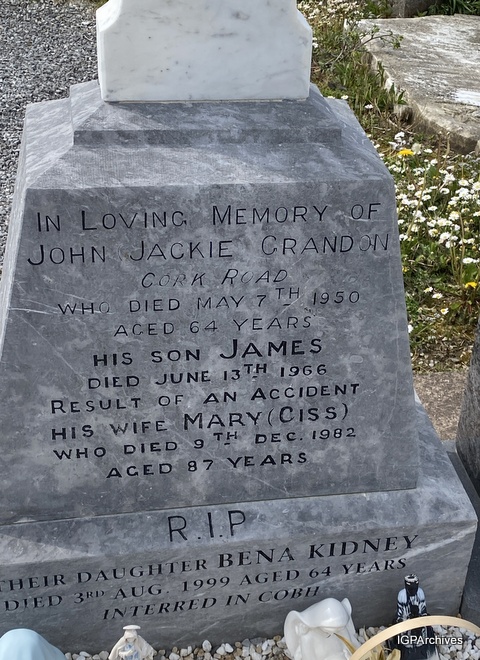 IN LOVING MEMORY OF
JOHN JACKIE CRANDON
CORK ROAD
WHO DIED MAY 7TH 1950
AGED 64 YEARS
HIS SON JAMES
DIED JUNE 13TH 1966
RESULT OF AN ACCIDENT
HIS WIFE MARY (CISS)
WHO DIED 9TH DEC. 1982
AGED 87 YEARS
R.I.P
THEIR DAUGHTER BENA KIDNEY
DIED 3RD AUG. 1999 AGED 64 YEARS
INTERRED IN COBH
IGPArchives